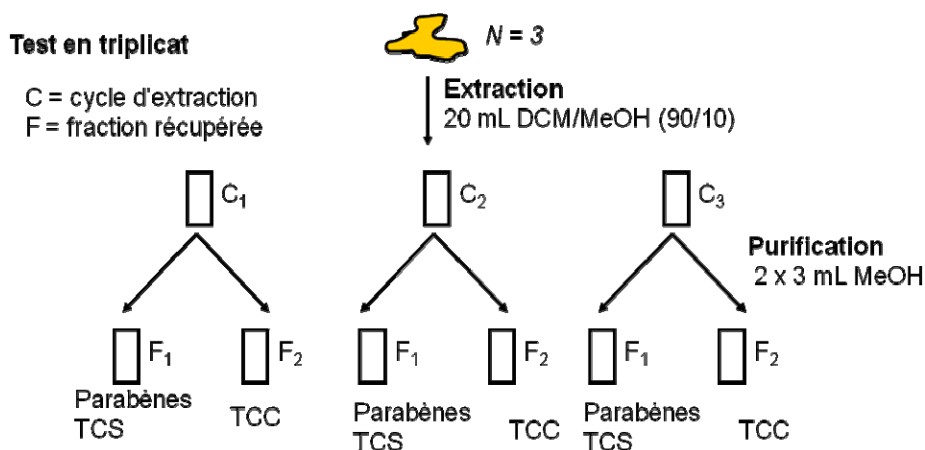 Test en triplicat
N = 3
C = cycle d'extraction
F = fraction récupérée
Extraction
20 mL DCM/MeOH (90/10)
C₁
C₂
C₃
Purification
2 x 3 mL MeOH
F₁
F₂
F₁
F₂
F₁
F₂
Parabènes
TCS
TCC
Parabènes
TCS
TCC
Parabènes
TCS
TCC